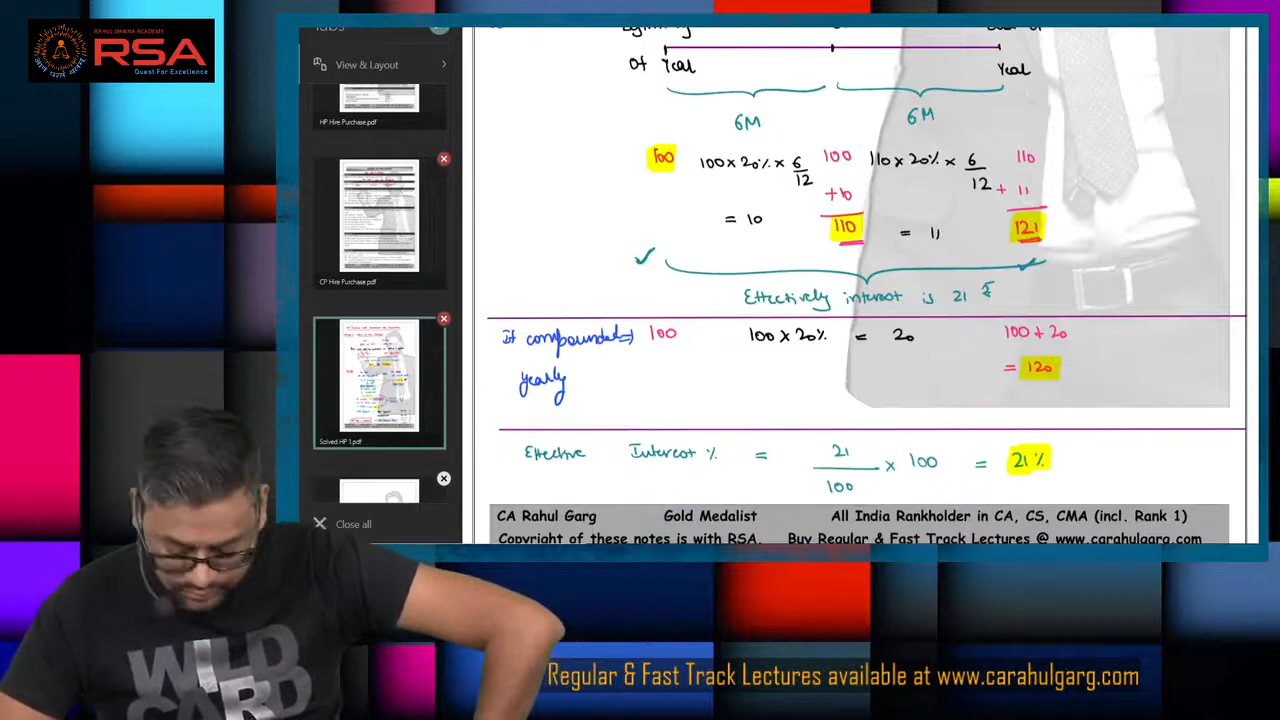 RAHUL SHIKHA ACADEMY
RSA
Quest For Excellence
View & Layout
HP Hire Purchase.pdf
CP Hire Purchase.pdf
Solved HP 1.pdf
Close all
Of Year
Year
6M
6M
100
100 x 20% x 6/12
100
110 x 20% x 6/12
110
+10
+ 11
= 10
110
= 11
121
Effectively interest is 21 ₹
If compounded => 100
100 x 20% = 20
100 + 20
yearly
= 120
Effective Interest % = 21/100 x 100 = 21%
CA Rahul Garg Gold Medalist All India Rankholder in CA, CS, CMA (incl. Rank 1)
Copyright of these notes is with RSA. Buy Regular & Fast Track Lectures @ www.carahulgarg.com
WILD
CARD
Regular & Fast Track Lectures available at www.carahulgarg.com